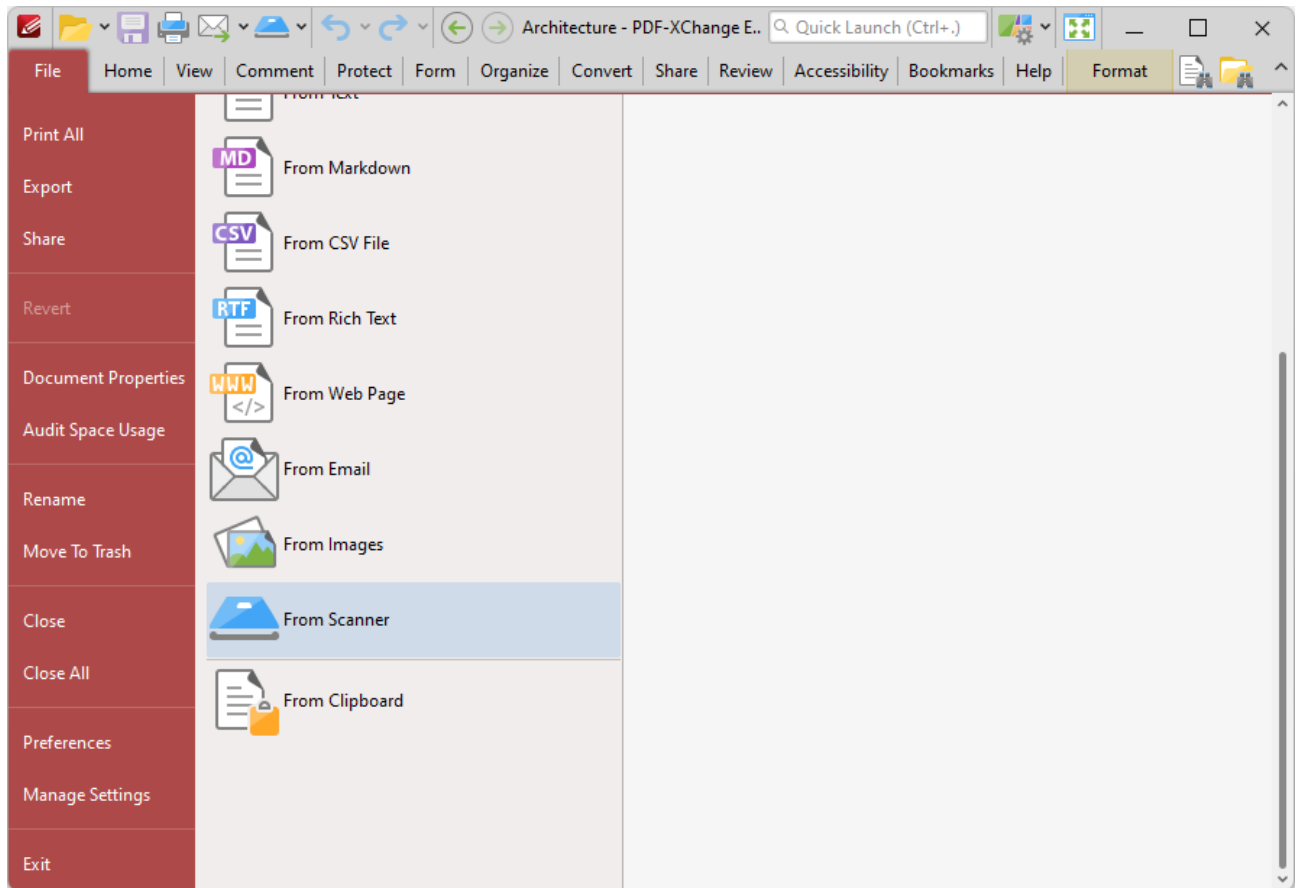 Architecture - PDF-XChange E..
Quick Launch (Ctrl+.)
File
Home
View
Comment
Protect
Form
Organize
Convert
Share
Review
Accessibility
Bookmarks
Help
Format
Print All
Export
Share
Revert
Document Properties
Audit Space Usage
Rename
Move To Trash
Close
Close All
Preferences
Manage Settings
Exit
From Text
MD
From Markdown
CSV
From CSV File
RTF
From Rich Text
WWW
</>
From Web Page
@
From Email
From Images
From Scanner
From Clipboard